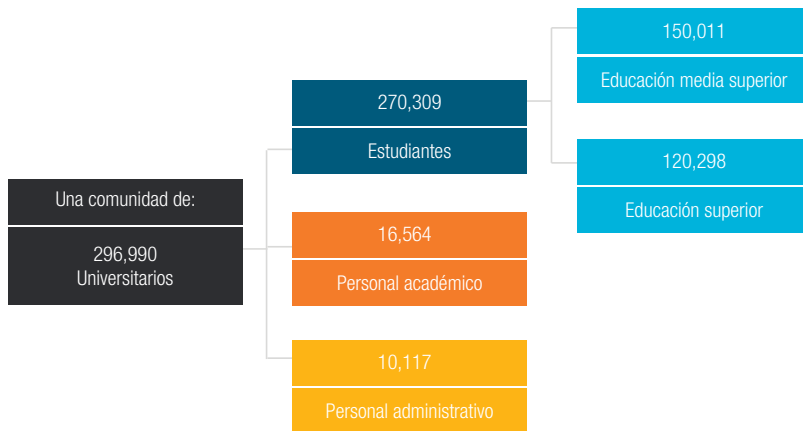 Una comunidad de:
296,990
Universitarios
270,309
Estudiantes
150,011
Educación media superior
120,298
Educación superior
16,564
Personal académico
10,117
Personal administrativo